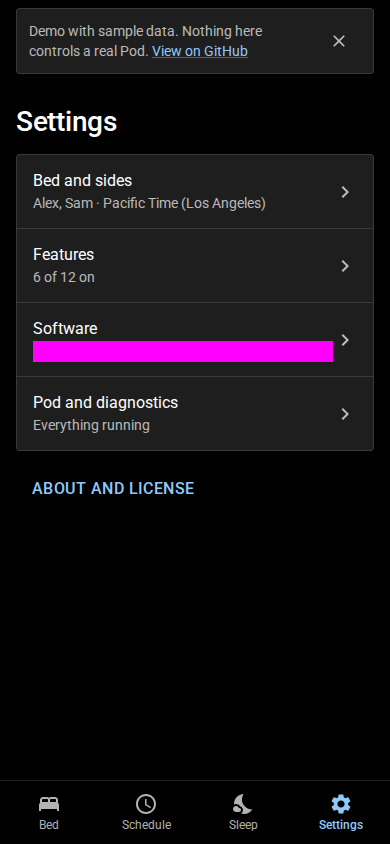 Demo with sample data. Nothing here
controls a real Pod. View on GitHub
Settings
Bed and sides
Alex, Sam · Pacific Time (Los Angeles)
Features
6 of 12 on
Software
Pod and diagnostics
Everything running
ABOUT AND LICENSE
Bed
Schedule
Sleep
Settings